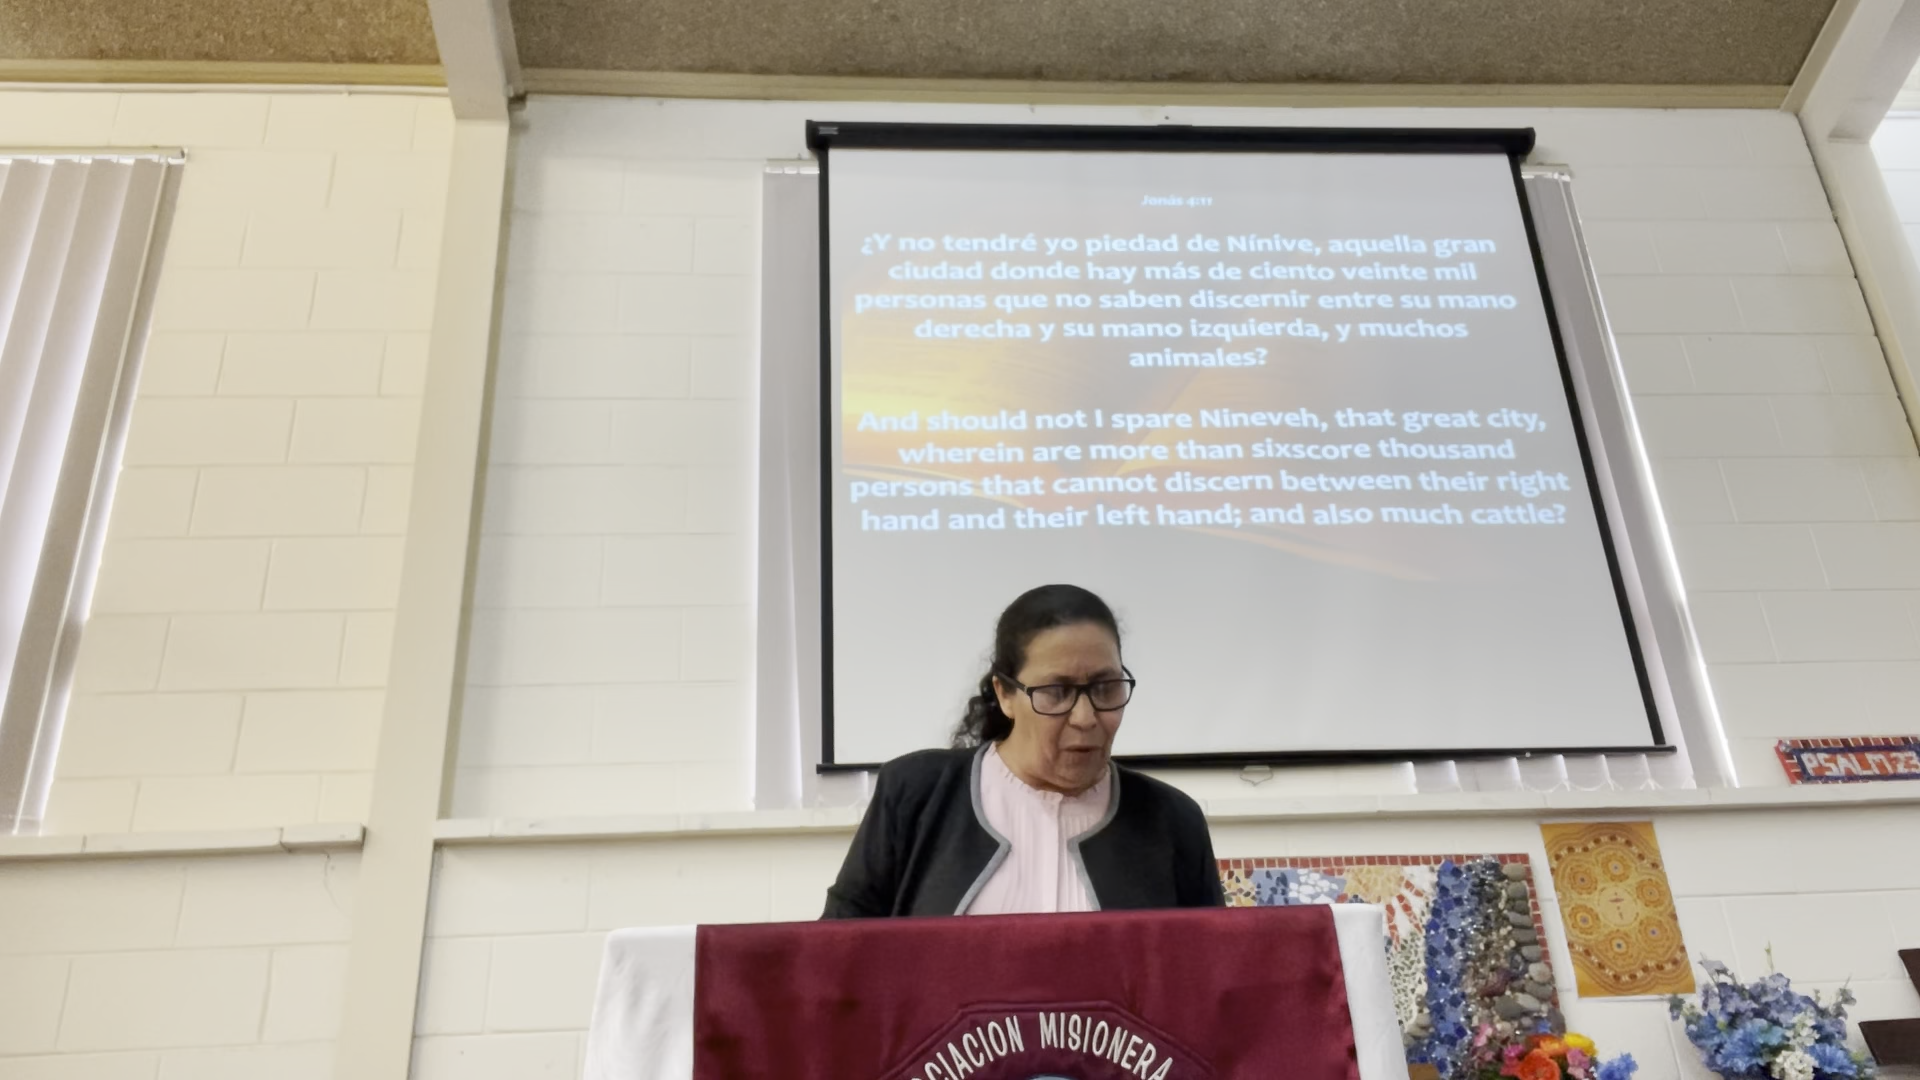 Jonás 4:11
¿Y no tendré yo piedad de Nínive, aquella gran
ciudad donde hay más de ciento veinte mil
personas que no saben discernir entre su mano
derecha y su mano izquierda, y muchos
animales?
And should not I spare Nineveh, that great city,
wherein are more than sixscore thousand
persons that cannot discern between their right
hand and their left hand; and also much cattle?
PSALM 23
OCIACION MISIONERA